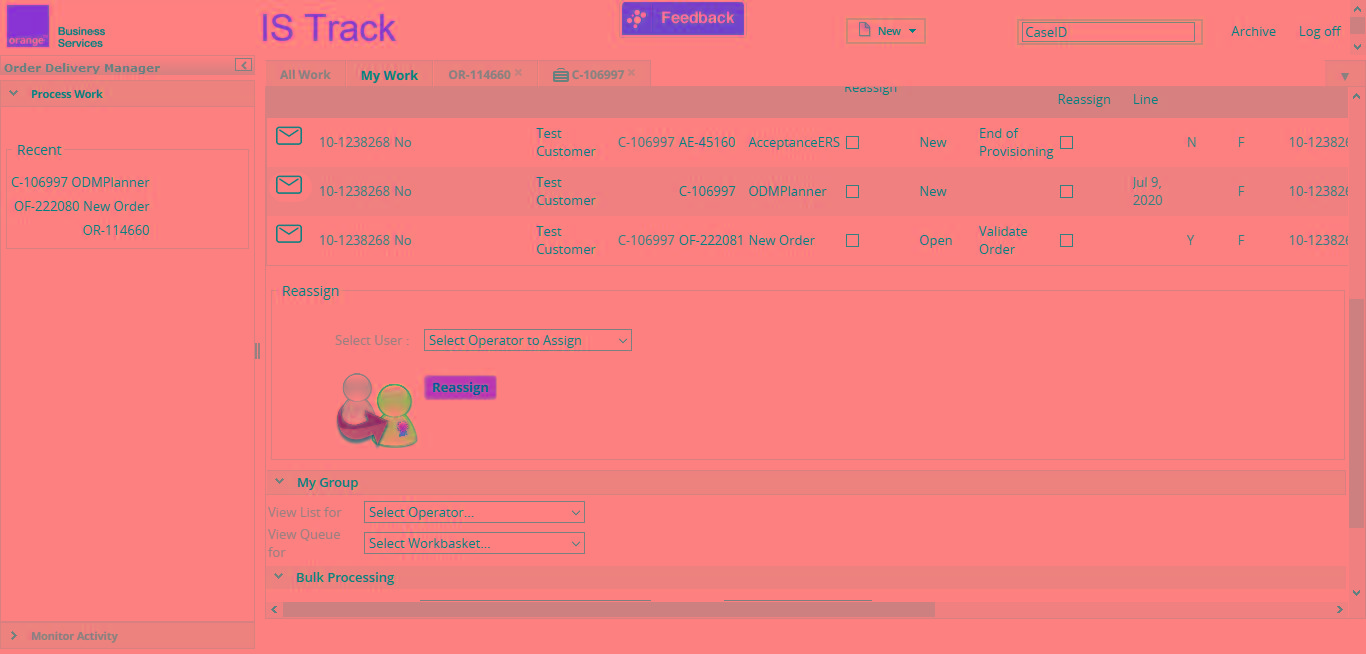 orange
Business
Services
IS Track
Feedback
New
CaseID
Archive
Log off
Order Delivery Manager
All Work
My Work
OR-114660
C-106997
Process Work
Recent
C-106997 ODMPlanner
OF-222080 New Order
OR-114660
Reassign
Reassign Line
10-1238268 No Test Customer C-106997 AE-45160 AcceptanceERS New End of Provisioning N F 10-12382
10-1238268 No Test Customer C-106997 ODMPlanner New Jul 9, 2020 F 10-12382
10-1238268 No Test Customer C-106997 OF-222081 New Order Open Validate Order Y F 10-12382
Reassign
Select User :
Select Operator to Assign
Reassign
My Group
View List for
Select Operator...
View Queue for
Select Workbasket...
Bulk Processing
Monitor Activity